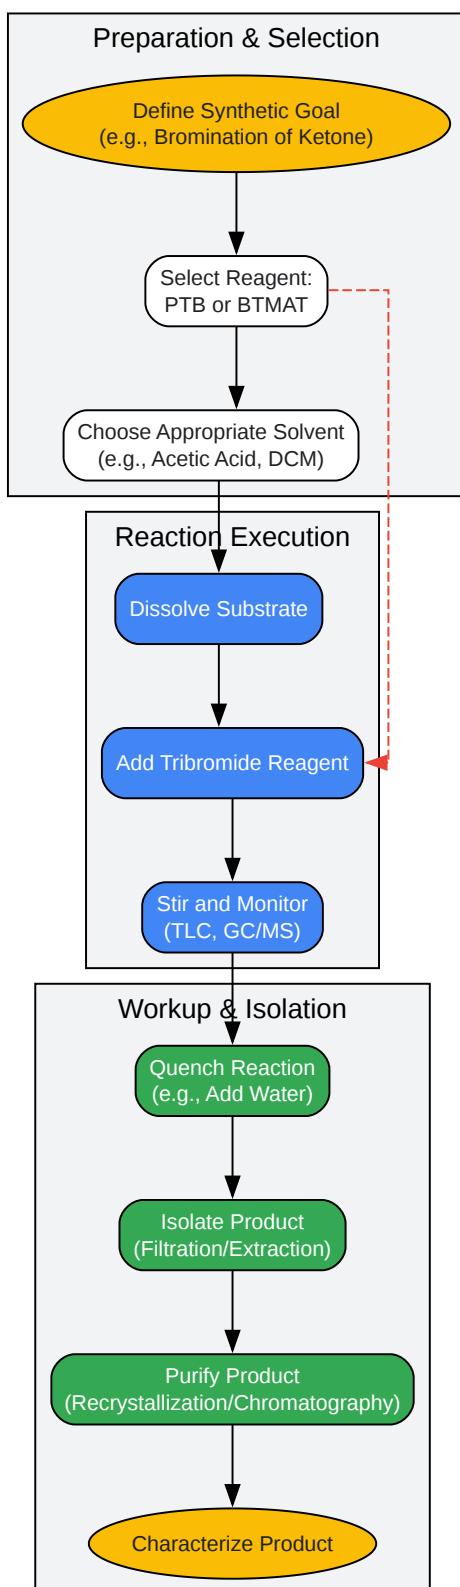 Preparation & Selection
Define Synthetic Goal
(e.g., Bromination of Ketone)
Select Reagent:
PTB or BTMAT
Choose Appropriate Solvent
(e.g., Acetic Acid, DCM)
Reaction Execution
Dissolve Substrate
Add Tribromide Reagent
Stir and Monitor
(TLC, GC/MS)
Workup & Isolation
Quench Reaction
(e.g., Add Water)
Isolate Product
(Filtration/Extraction)
Purify Product
(Recrystallization/Chromatography)
Characterize Product